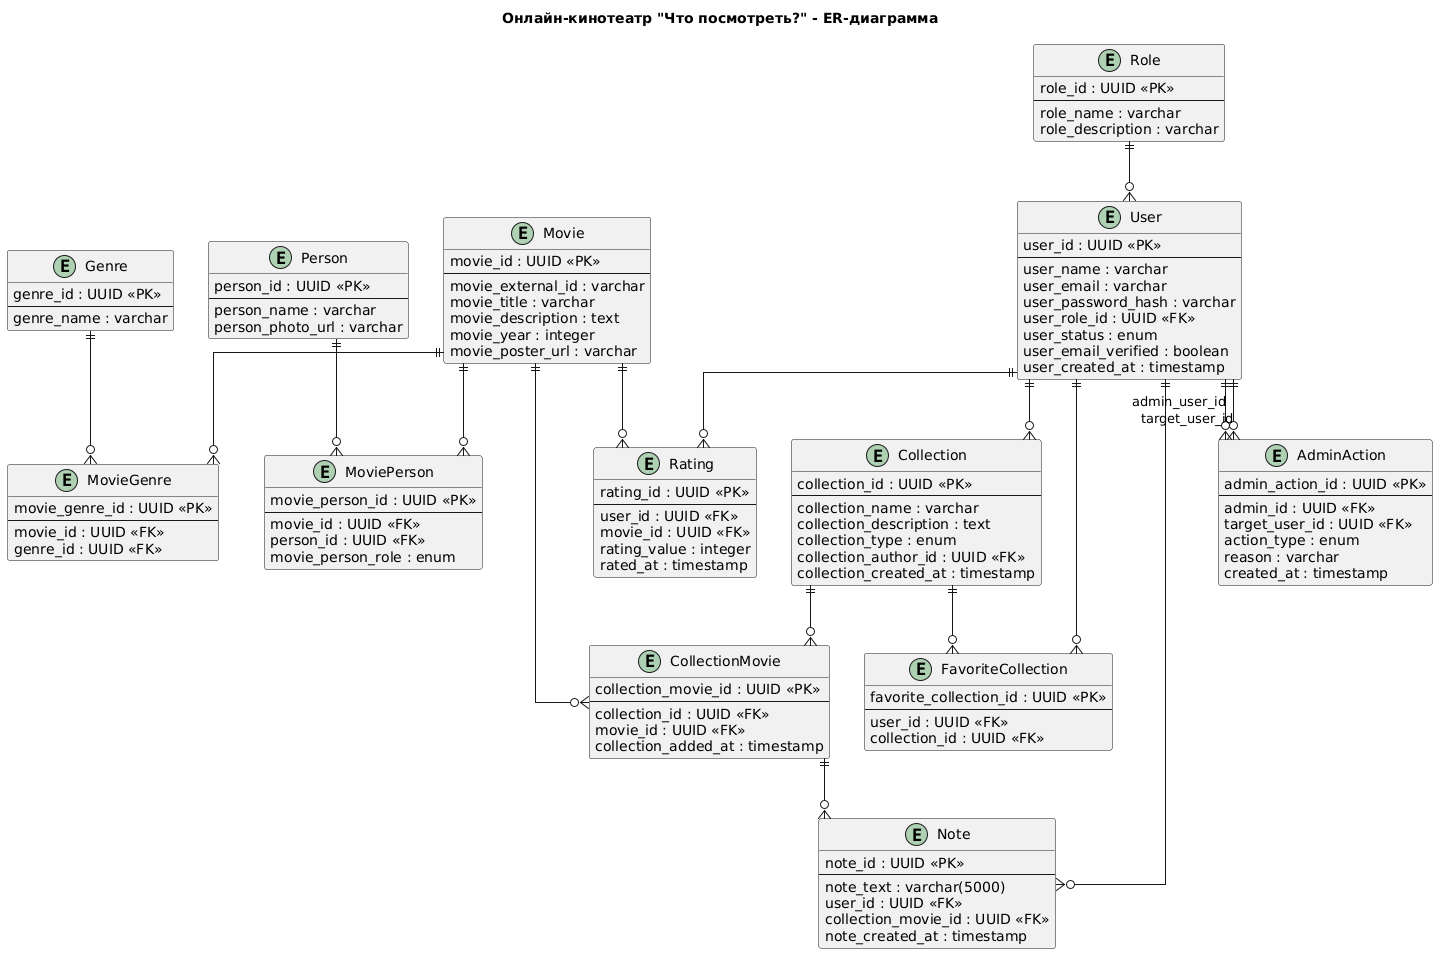 Онлайн-кинотеатр "Что посмотреть?" - ER-диаграмма
E Role
role_id : UUID «PK»
role_name : varchar
role_description : varchar
E User
user_id : UUID «PK»
user_name : varchar
user_email : varchar
user_password_hash : varchar
user_role_id : UUID «FK»
user_status : enum
user_email_verified : boolean
user_created_at : timestamp
E Movie
movie_id : UUID «PK»
movie_external_id : varchar
movie_title : varchar
movie_description : text
movie_year : integer
movie_poster_url : varchar
E Person
person_id : UUID «PK»
person_name : varchar
person_photo_url : varchar
E Genre
genre_id : UUID «PK»
genre_name : varchar
admin_user_id
target_user_id
E MovieGenre
movie_genre_id : UUID «PK»
movie_id : UUID «FK»
genre_id : UUID «FK»
E MoviePerson
movie_person_id : UUID «PK»
movie_id : UUID «FK»
person_id : UUID «FK»
movie_person_role : enum
E Rating
rating_id : UUID «PK»
user_id : UUID «FK»
movie_id : UUID «FK»
rating_value : integer
rated_at : timestamp
E Collection
collection_id : UUID «PK»
collection_name : varchar
collection_description : text
collection_type : enum
collection_author_id : UUID «FK»
collection_created_at : timestamp
E AdminAction
admin_action_id : UUID «PK»
admin_id : UUID «FK»
target_user_id : UUID «FK»
action_type : enum
reason : varchar
created_at : timestamp
E CollectionMovie
collection_movie_id : UUID «PK»
collection_id : UUID «FK»
movie_id : UUID «FK»
collection_added_at : timestamp
E FavoriteCollection
favorite_collection_id : UUID «PK»
user_id : UUID «FK»
collection_id : UUID «FK»
E Note
note_id : UUID «PK»
note_text : varchar(5000)
user_id : UUID «FK»
collection_movie_id : UUID «FK»
note_created_at : timestamp